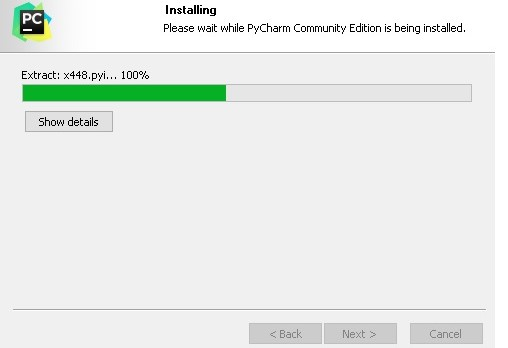 PC
Installing
Please wait while PyCharm Community Edition is being installed.
Extract: x448.pyi... 100%
Show details
< Back
Next >
Cancel